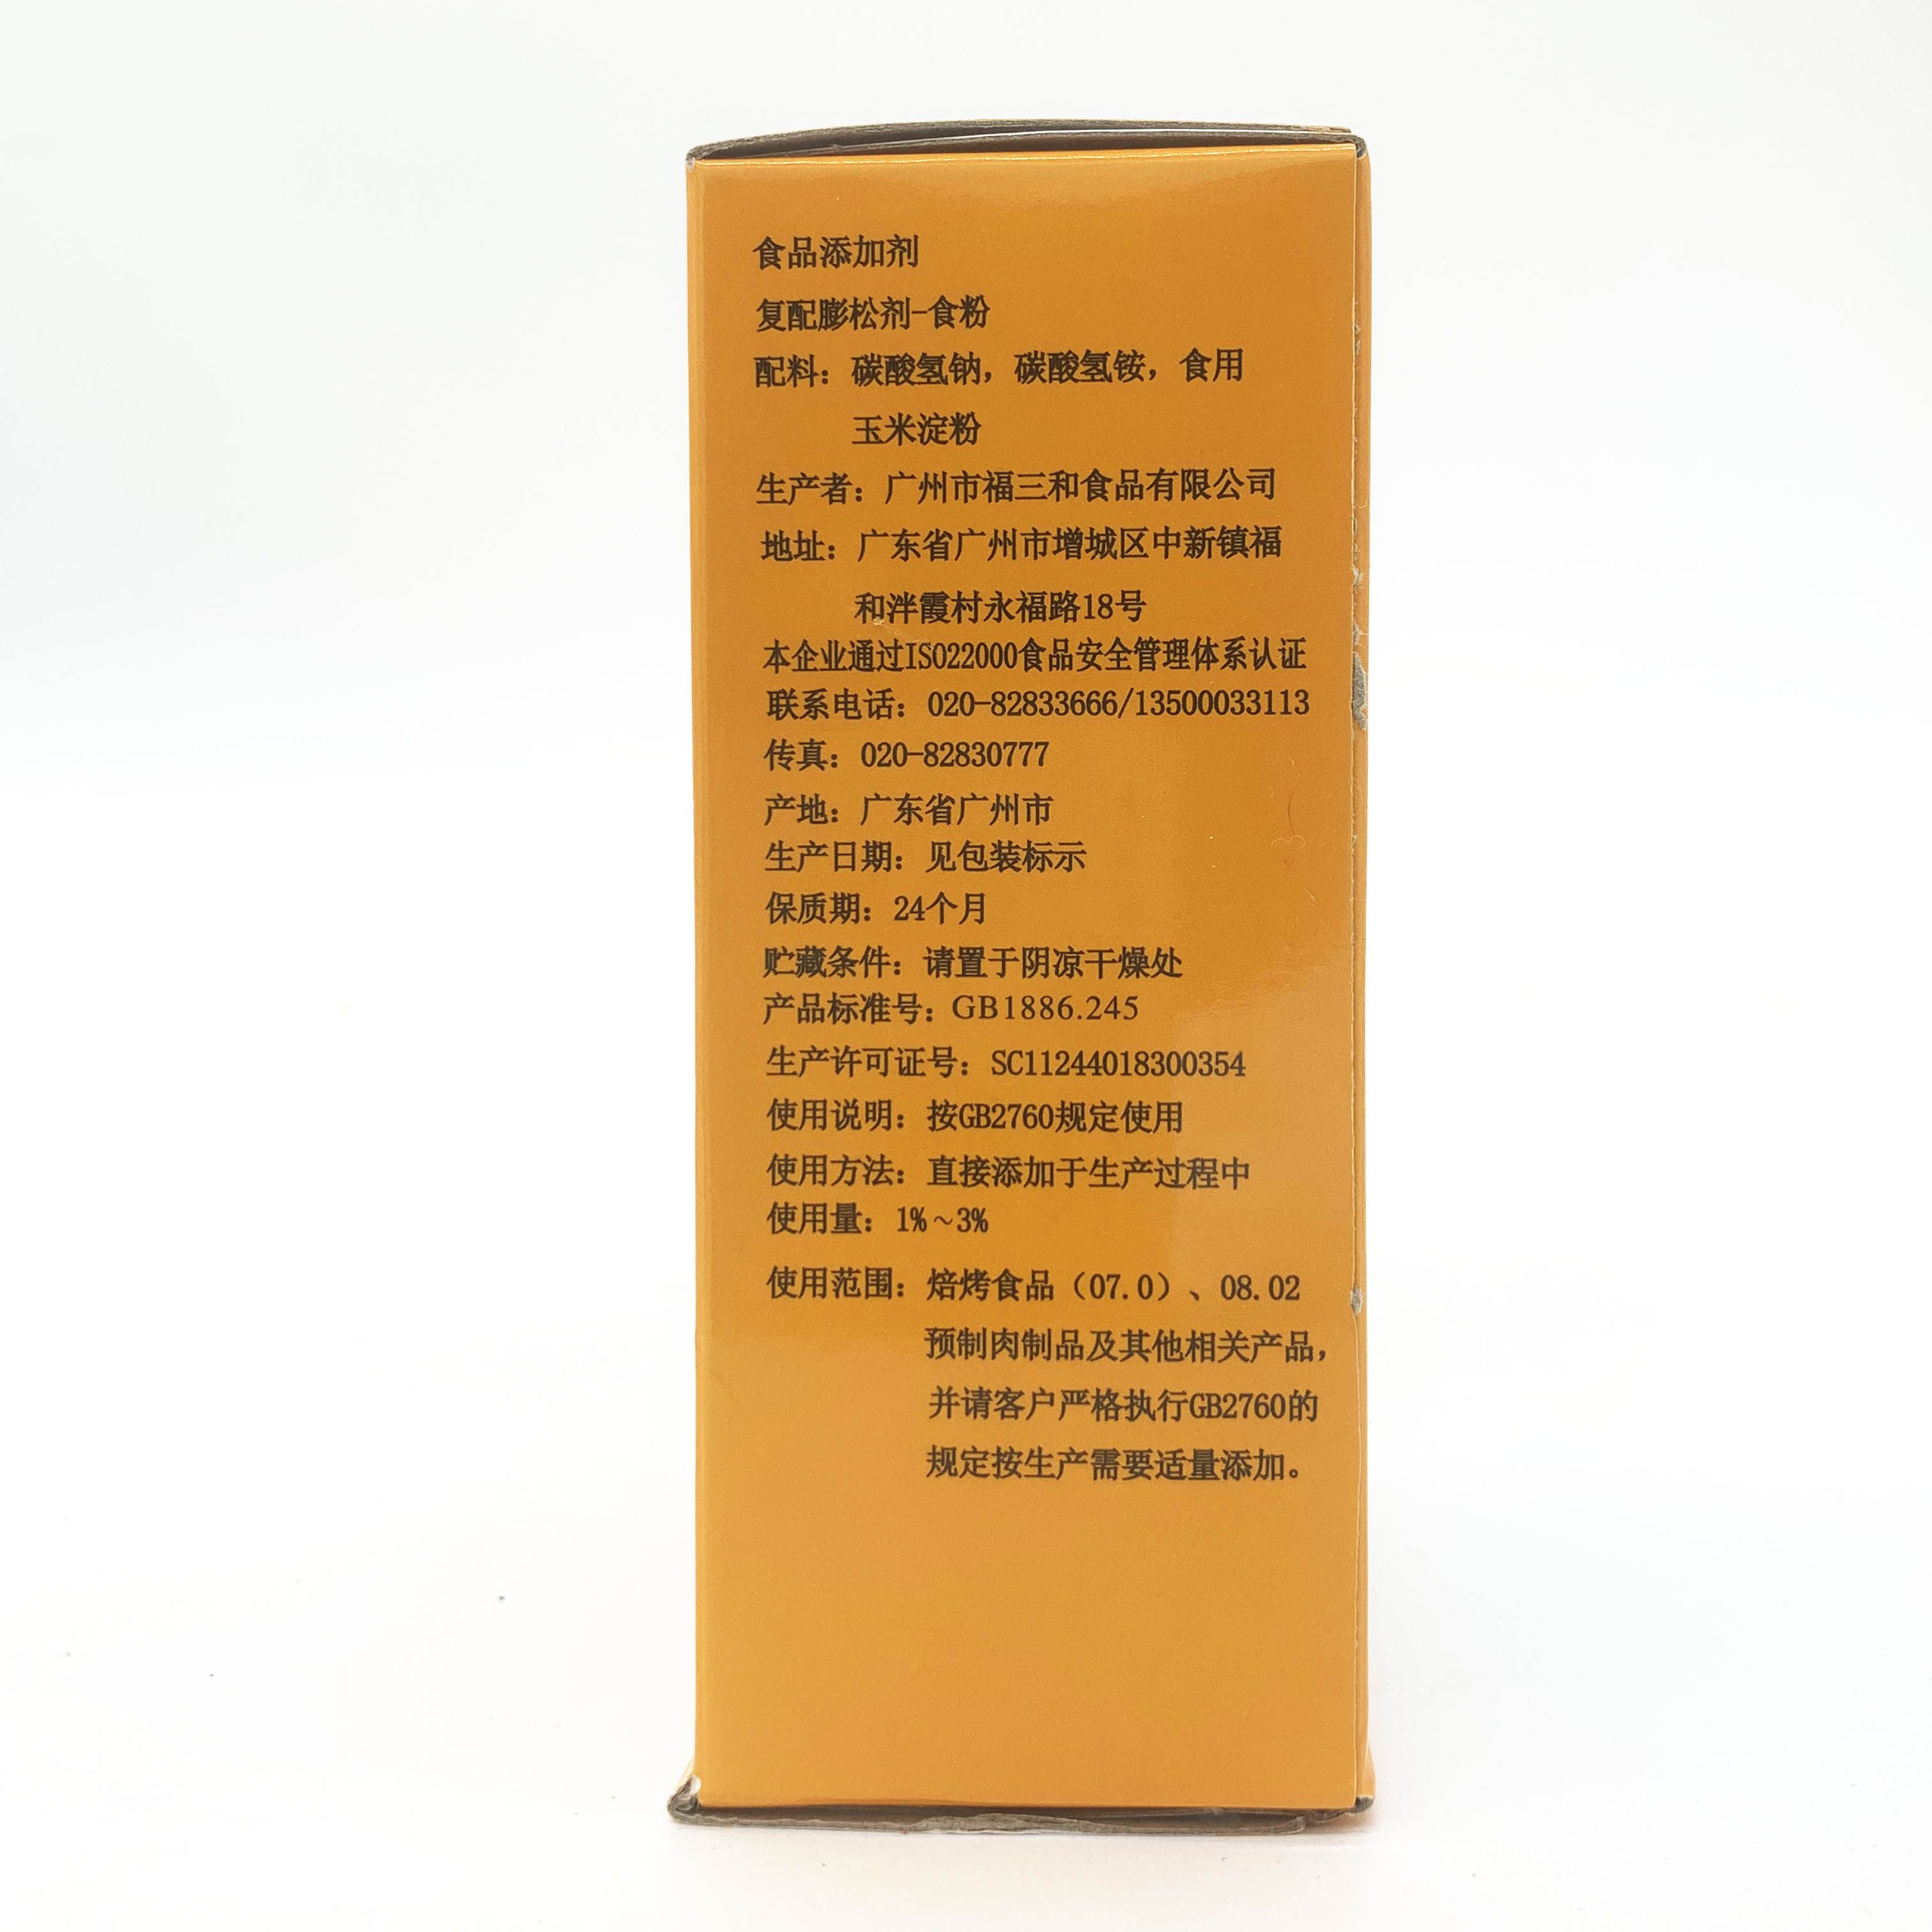 食品添加剂
复配膨松剂-食粉
配料：碳酸氢钠，碳酸氢铵，食用
玉米淀粉
生产者：广州市福三和食品有限公司
地址：广东省广州市增城区中新镇福
和泮霞村永福路18号
本企业通过ISO22000食品安全管理体系认证
联系电话：020-82833666/13500033113
传真：020-82830777
产地：广东省广州市
生产日期：见包装标示
保质期：24个月
贮藏条件：请置于阴凉干燥处
产品标准号：GB1886.245
生产许可证号：SC11244018300354
使用说明：按GB2760规定使用
使用方法：直接添加于生产过程中
使用量：1%~3%
使用范围：焙烤食品（07.0）、08.02
预制肉制品及其他相关产品，
并请客户严格执行GB2760的
规定按生产需要适量添加。